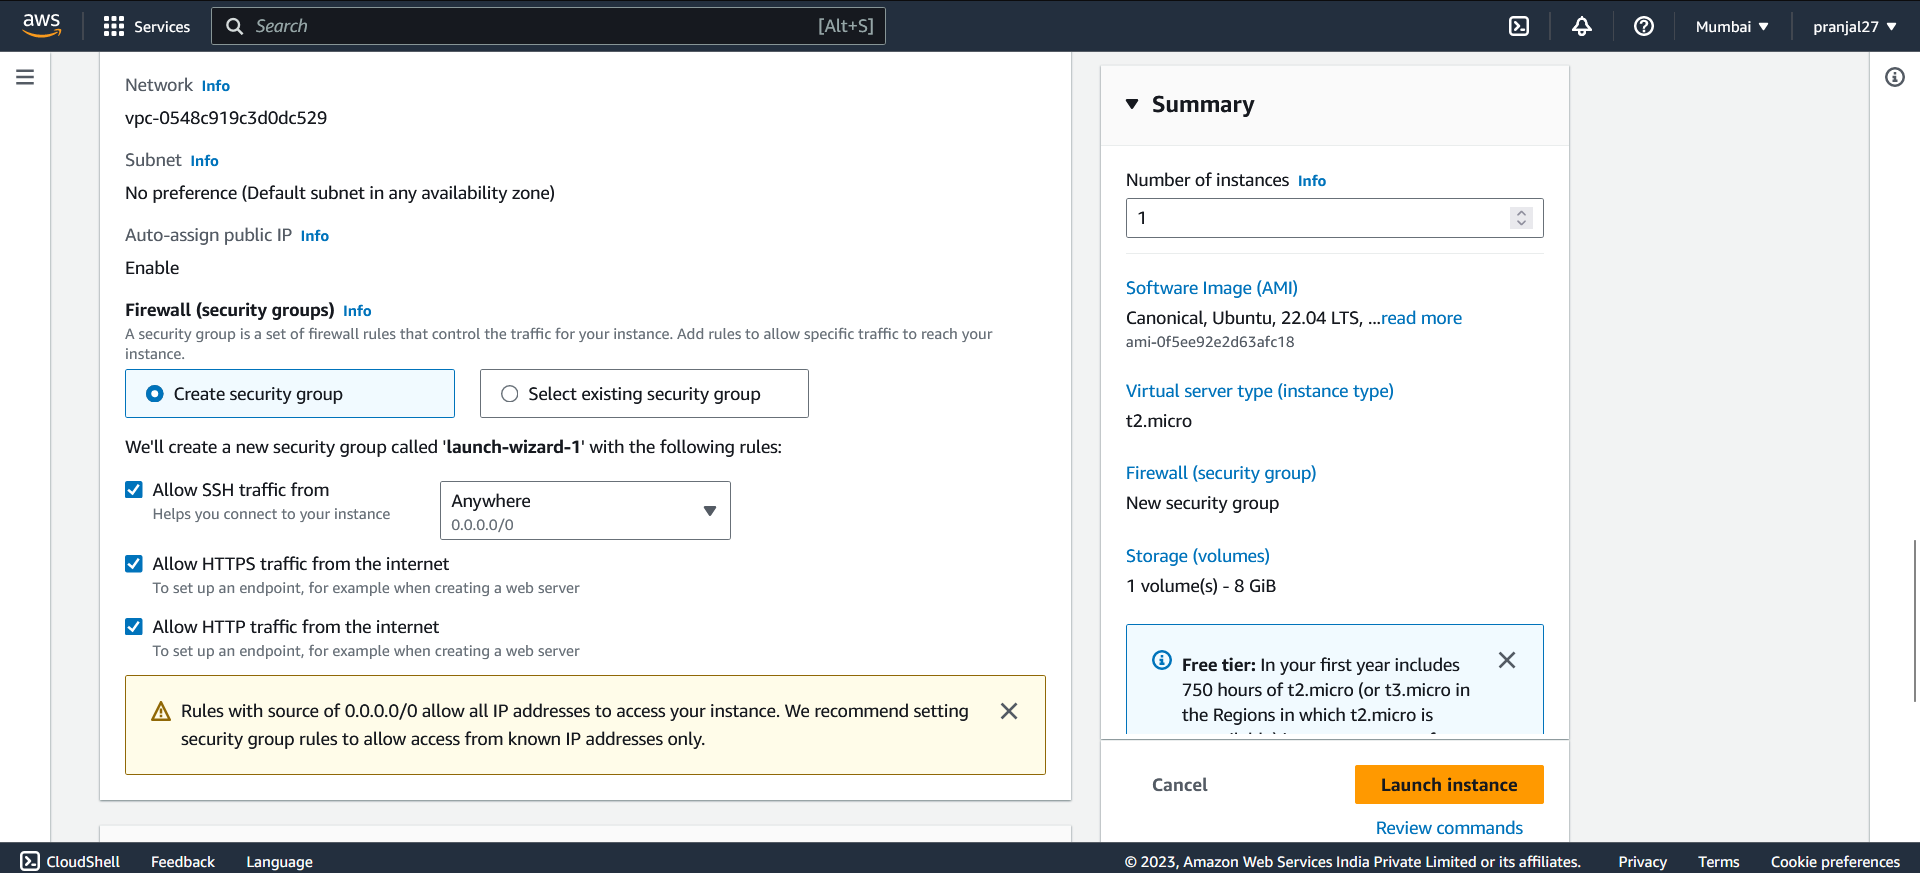 aws
Services
Search
[Alt+S]
Mumbai
pranjal27
Network Info
vpc-0548c919c3d0dc529
Subnet Info
No preference (Default subnet in any availability zone)
Auto-assign public IP Info
Enable
Firewall (security groups) Info
A security group is a set of firewall rules that control the traffic for your instance. Add rules to allow specific traffic to reach your
instance.
Create security group
Select existing security group
We'll create a new security group called 'launch-wizard-1' with the following rules:
Allow SSH traffic from
Helps you connect to your instance
Anywhere
0.0.0.0/0
Allow HTTPS traffic from the internet
To set up an endpoint, for example when creating a web server
Allow HTTP traffic from the internet
To set up an endpoint, for example when creating a web server
Rules with source of 0.0.0.0/0 allow all IP addresses to access your instance. We recommend setting
security group rules to allow access from known IP addresses only.
Summary
Number of instances Info
1
Software Image (AMI)
Canonical, Ubuntu, 22.04 LTS, ...read more
ami-0f5ee92e2d63afc18
Virtual server type (instance type)
t2.micro
Firewall (security group)
New security group
Storage (volumes)
1 volume(s) - 8 GiB
Free tier: In your first year includes
750 hours of t2.micro (or t3.micro in
the Regions in which t2.micro is
Cancel
Launch instance
Review commands
CloudShell
Feedback
Language
© 2023, Amazon Web Services India Private Limited or its affiliates.
Privacy
Terms
Cookie preferences